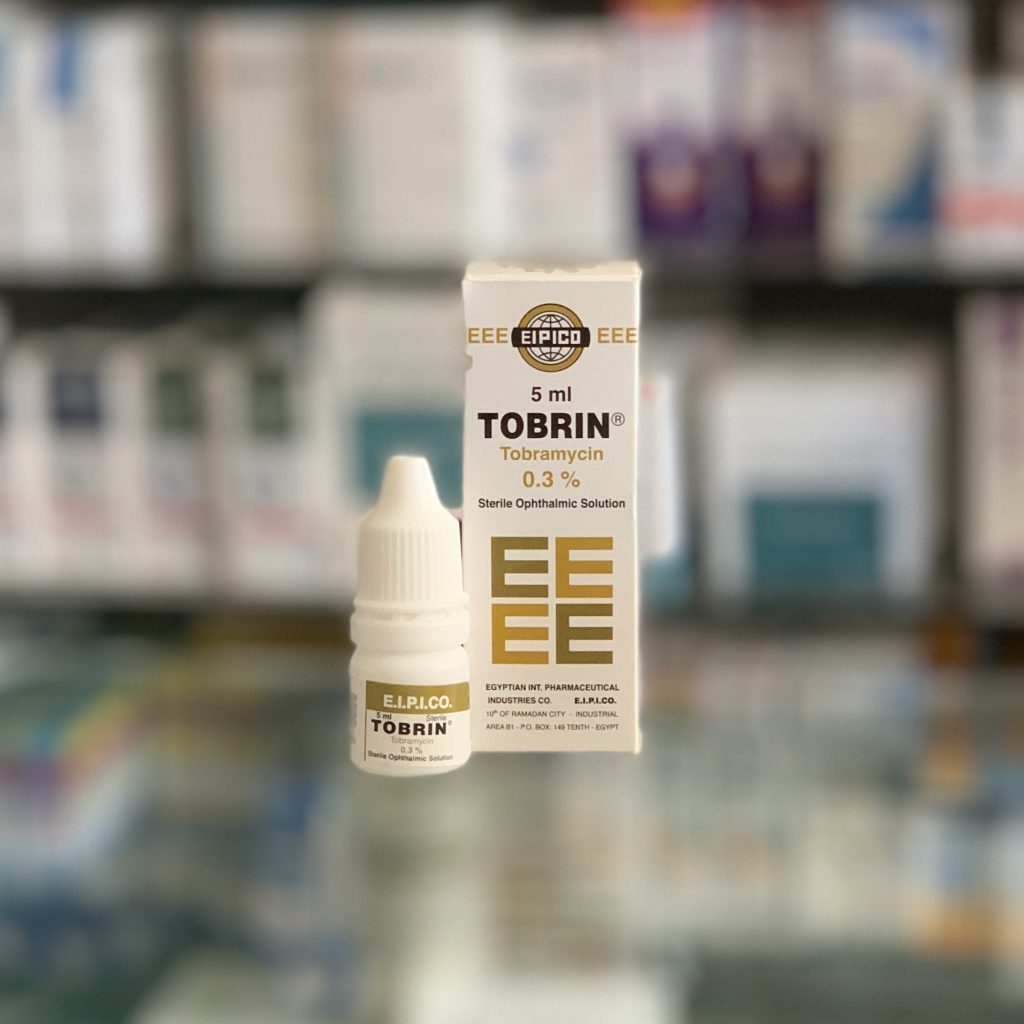 EEE EIPICO EEE
5 ml
TOBRIN®
Tobramycin
0.3 %
Sterile Ophthalmic Solution
EE
EE
EGYPTIAN INT. PHARMACEUTICAL
INDUSTRIES CO. E.I.P.I.CO.
10th OF RAMADAN CITY - INDUSTRIAL
AREA B1 - P.O. BOX. 149 TENTH - EGYPT
E.I.P.I.CO.
5 ml Sterile
TOBRIN®
Tobramycin
0.3 %
Sterile Ophthalmic Solution